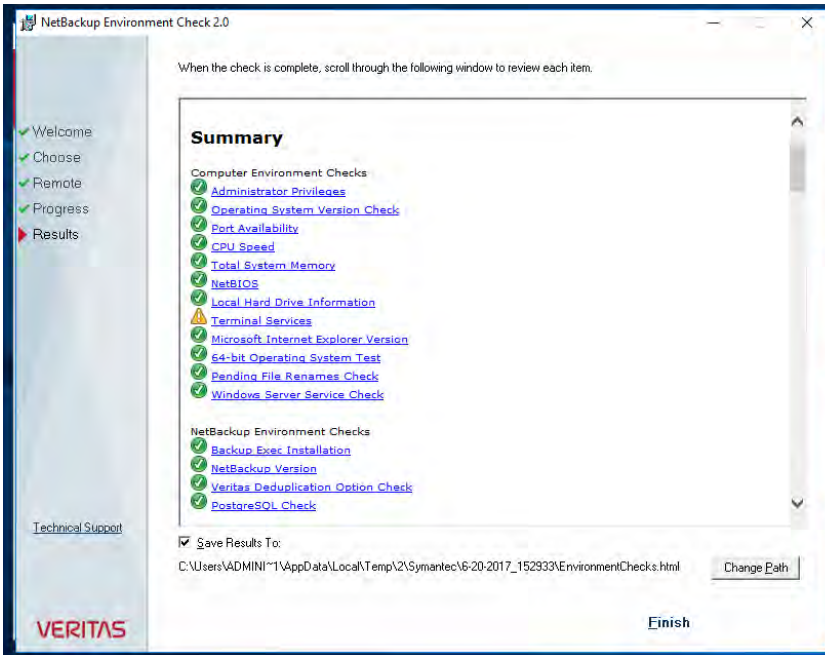 NetBackup Environment Check 2.0
When the check is complete, scroll through the following window to review each item.
Welcome
Choose
Remote
Progress
Results
Summary
Computer Environment Checks
Administrator Privileges
Operating System Version Check
Port Availability
CPU Speed
Total System Memory
NetBIOS
Local Hard Drive Information
Terminal Services
Microsoft Internet Explorer Version
64-bit Operating System Test
Pending File Renames Check
Windows Server Service Check
NetBackup Environment Checks
Backup Exec Installation
NetBackup Version
Veritas Deduplication Option Check
PostgreSQL Check
Technical Support
Save Results To:
C:\Users\ADMINI~1\AppData\Local\Temp\2\Symantec\6-20-2017_152933\EnvironmentChecks.html
Change Path
Finish
VERITAS